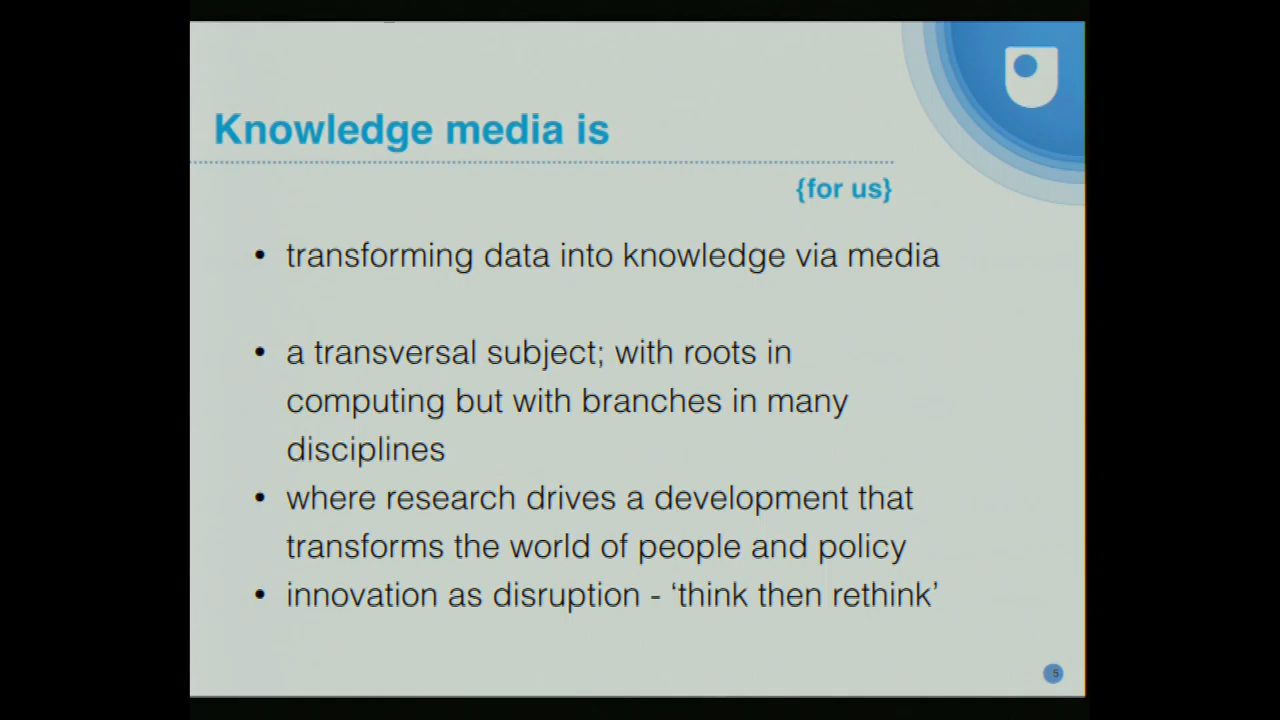 Knowledge media is
{for us}
• transforming data into knowledge via media
• a transversal subject; with roots in
computing but with branches in many
disciplines
• where research drives a development that
transforms the world of people and policy
• innovation as disruption - ‘think then rethink’
5